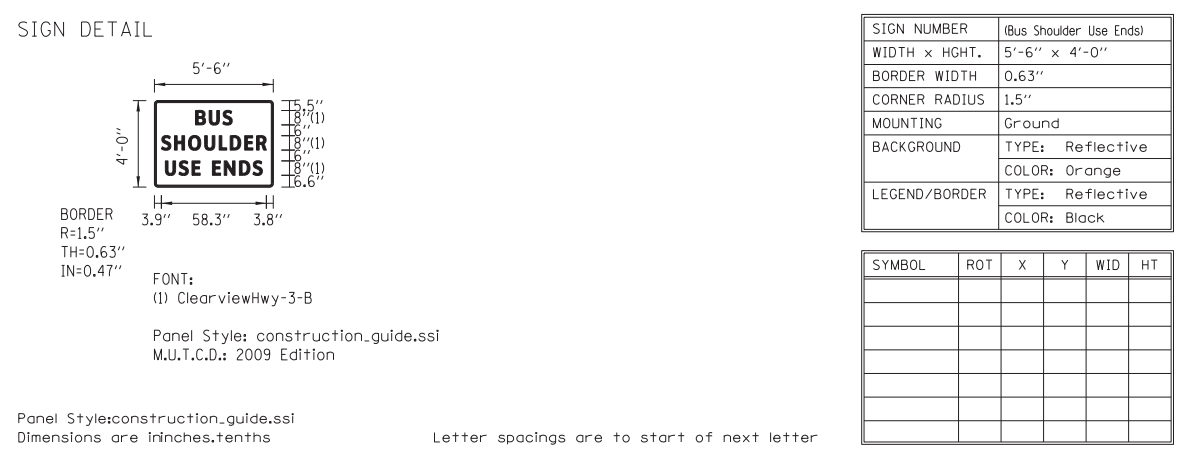 SIGN DETAIL
5'-6"
4'-0"
BUS
SHOULDER
USE ENDS
5.5"
8"(1)
6"
8"(1)
6"
8"(1)
6.6"
3.9" 58.3" 3.8"
BORDER
R=1.5"
TH=0.63"
IN=0.47"
FONT:
(1) ClearviewHwy-3-B
Panel Style: construction_guide.ssi
M.U.T.C.D.: 2009 Edition
Panel Style:construction_guide.ssi
Dimensions are in inches.tenths
Letter spacings are to start of next letter
SIGN NUMBER (Bus Shoulder Use Ends)
WIDTH x HGHT. 5'-6" x 4'-0"
BORDER WIDTH 0.63"
CORNER RADIUS 1.5"
MOUNTING Ground
BACKGROUND TYPE: Reflective
COLOR: Orange
LEGEND/BORDER TYPE: Reflective
COLOR: Black
SYMBOL ROT X Y WID HT